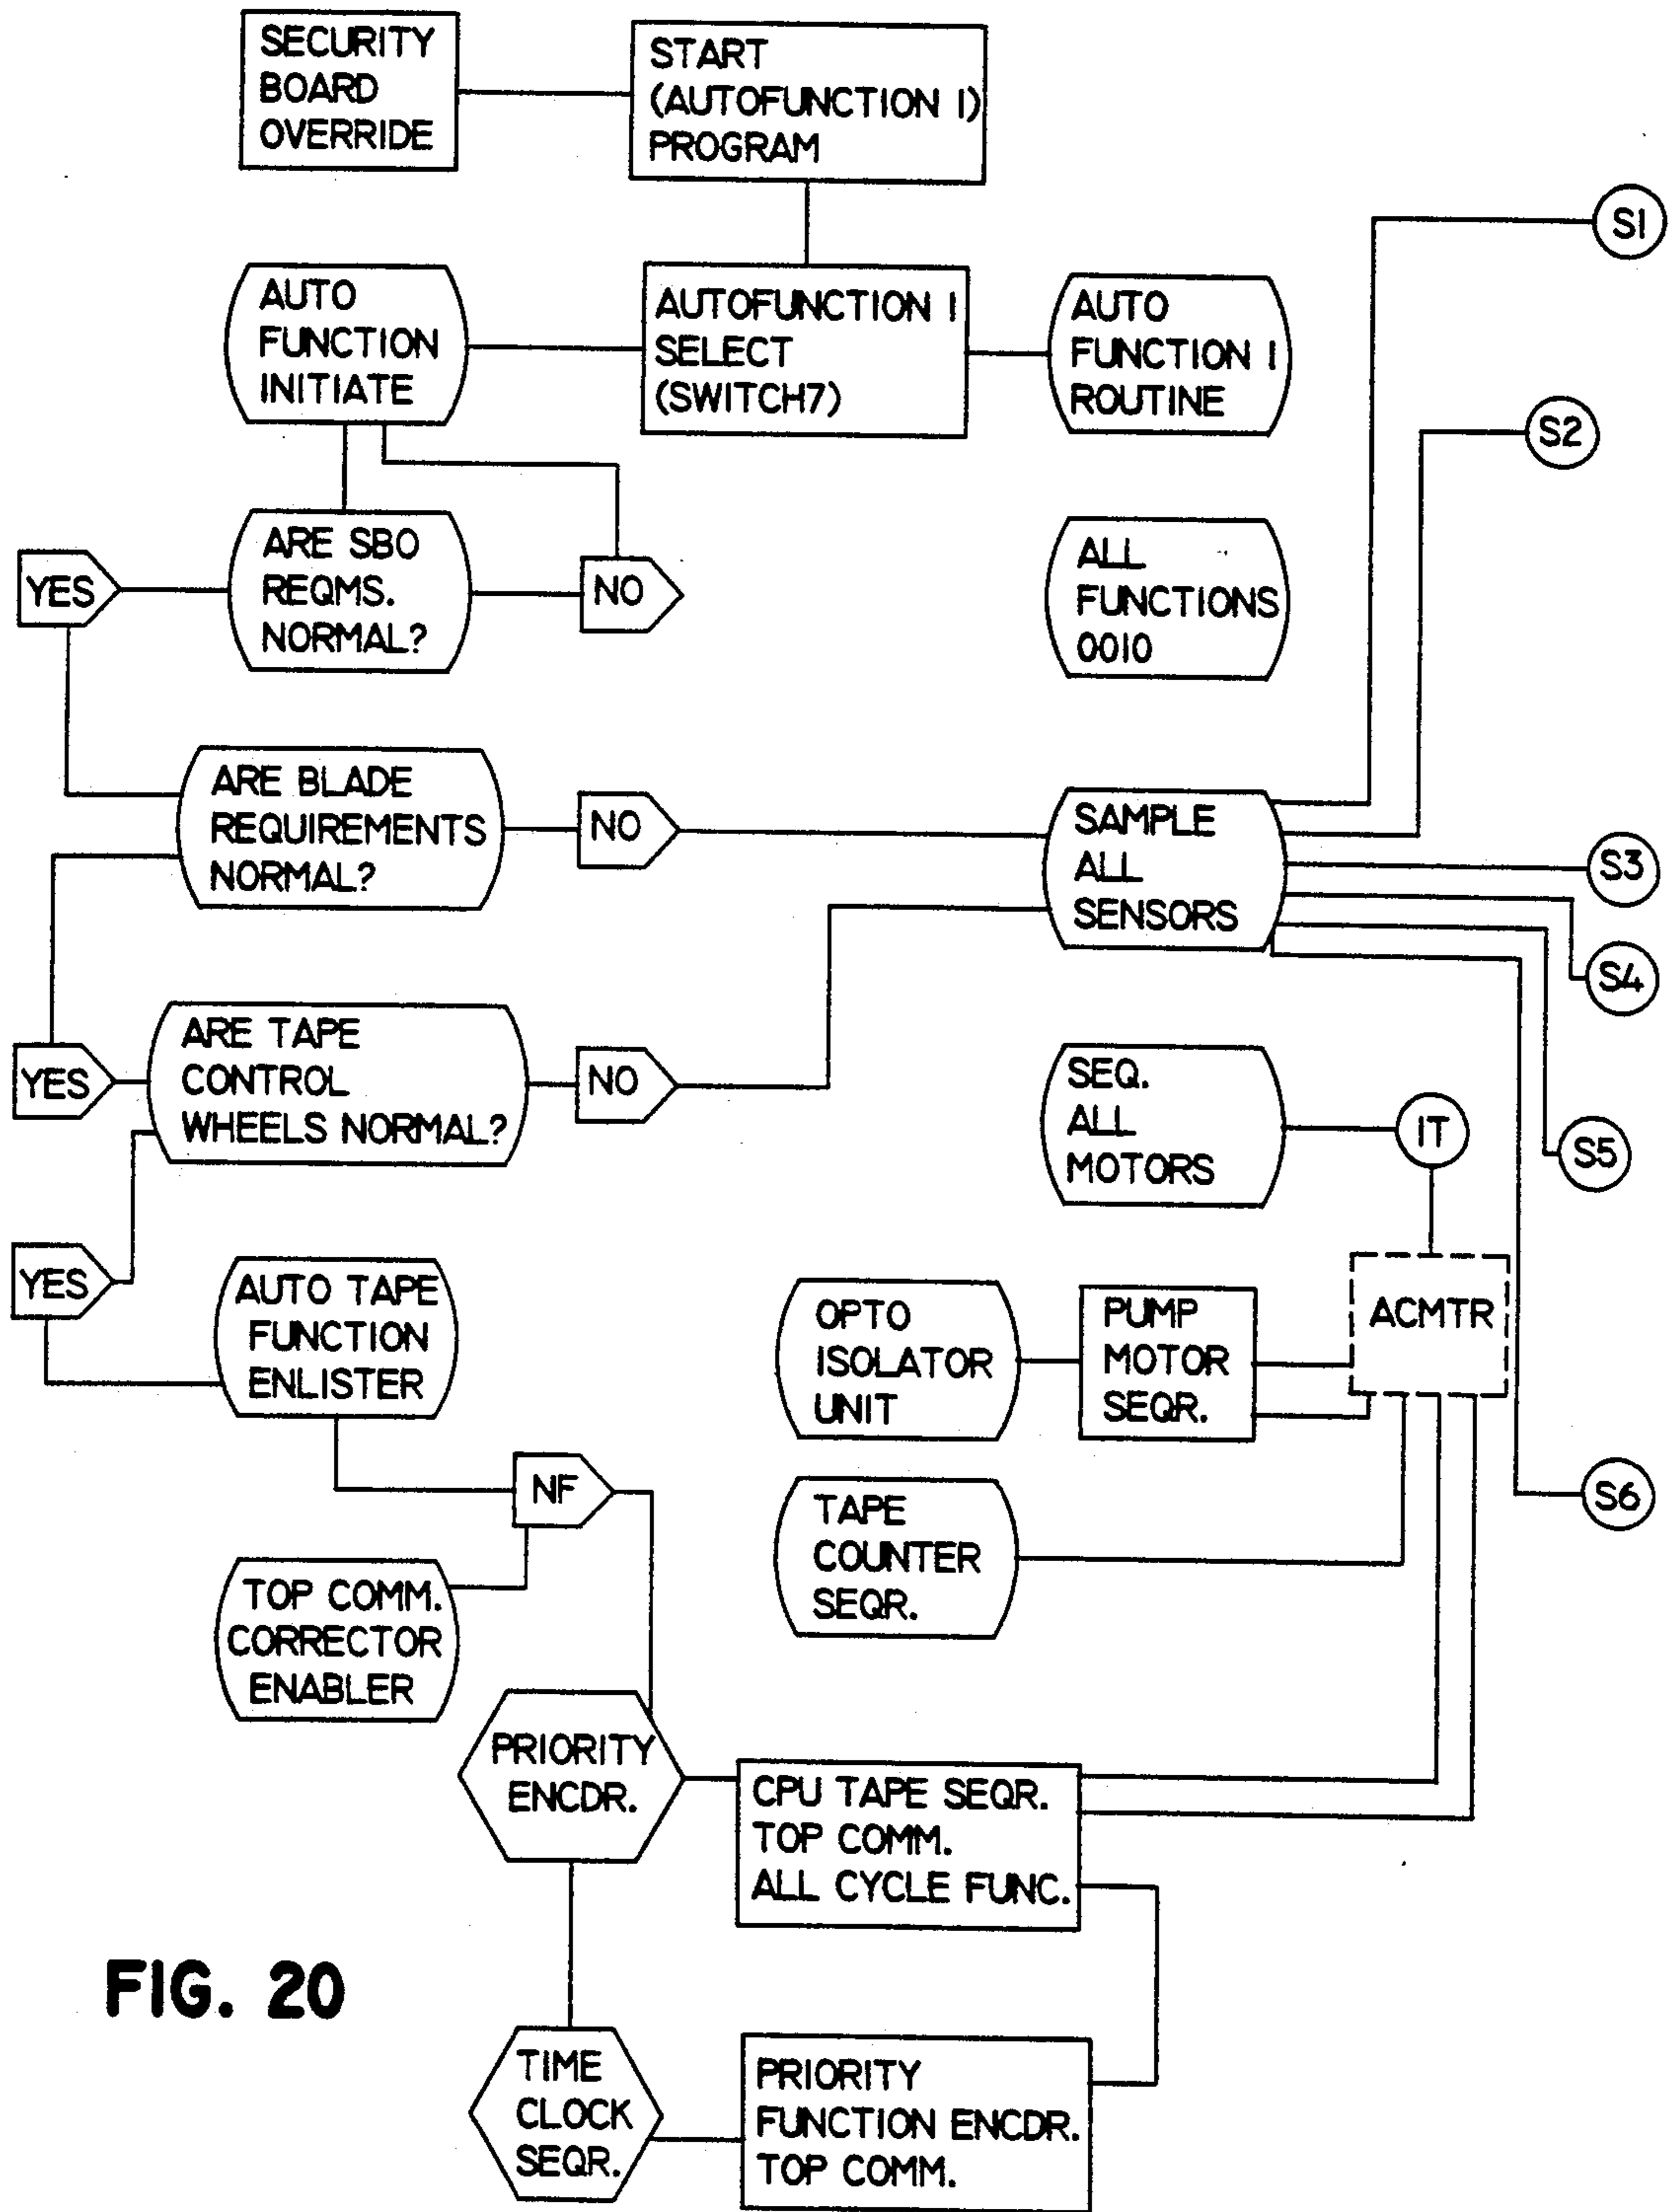 SECURITY
BOARD
OVERRIDE
START
(AUTOFUNCTION I)
PROGRAM
S1
AUTO
FUNCTION
INITIATE
AUTOFUNCTION I
SELECT
(SWITCH7)
AUTO
FUNCTION I
ROUTINE
S2
YES
ARE SBO
REQMS.
NORMAL?
NO
ALL
FUNCTIONS
0010
ARE BLADE
REQUIREMENTS
NORMAL?
NO
SAMPLE
ALL
SENSORS
S3
S4
YES
ARE TAPE
CONTROL
WHEELS NORMAL?
NO
SEQ.
ALL
MOTORS
IT
S5
YES
AUTO TAPE
FUNCTION
ENLISTER
OPTO
ISOLATOR
UNIT
PUMP
MOTOR
SEQR.
ACMTR
NF
S6
TAPE
COUNTER
SEQR.
TOP COMM.
CORRECTOR
ENABLER
PRIORITY
ENCDR.
CPU TAPE SEQR.
TOP COMM.
ALL CYCLE FUNC.
FIG. 20
TIME
CLOCK
SEQR.
PRIORITY
FUNCTION ENCDR.
TOP COMM.